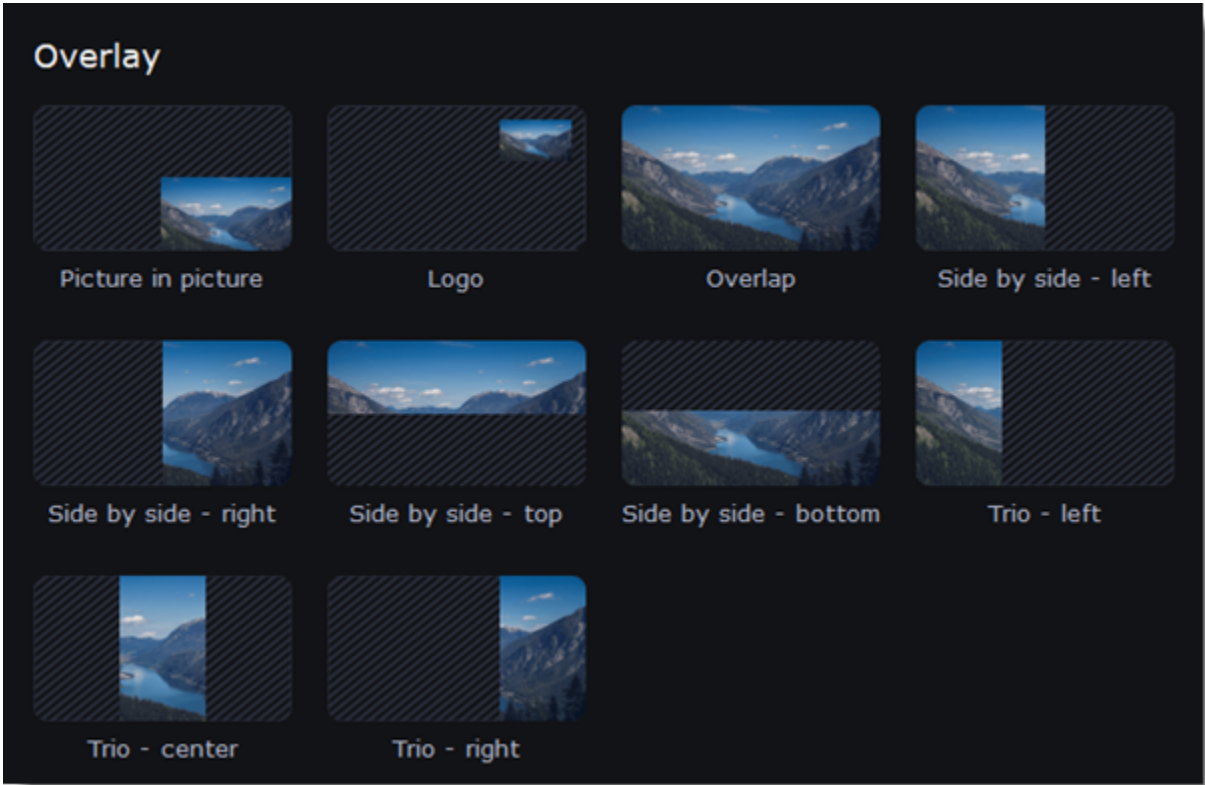 Overlay
Picture in picture
Logo
Overlap
Side by side - left
Side by side - right
Side by side - top
Side by side - bottom
Trio - left
Trio - center
Trio - right